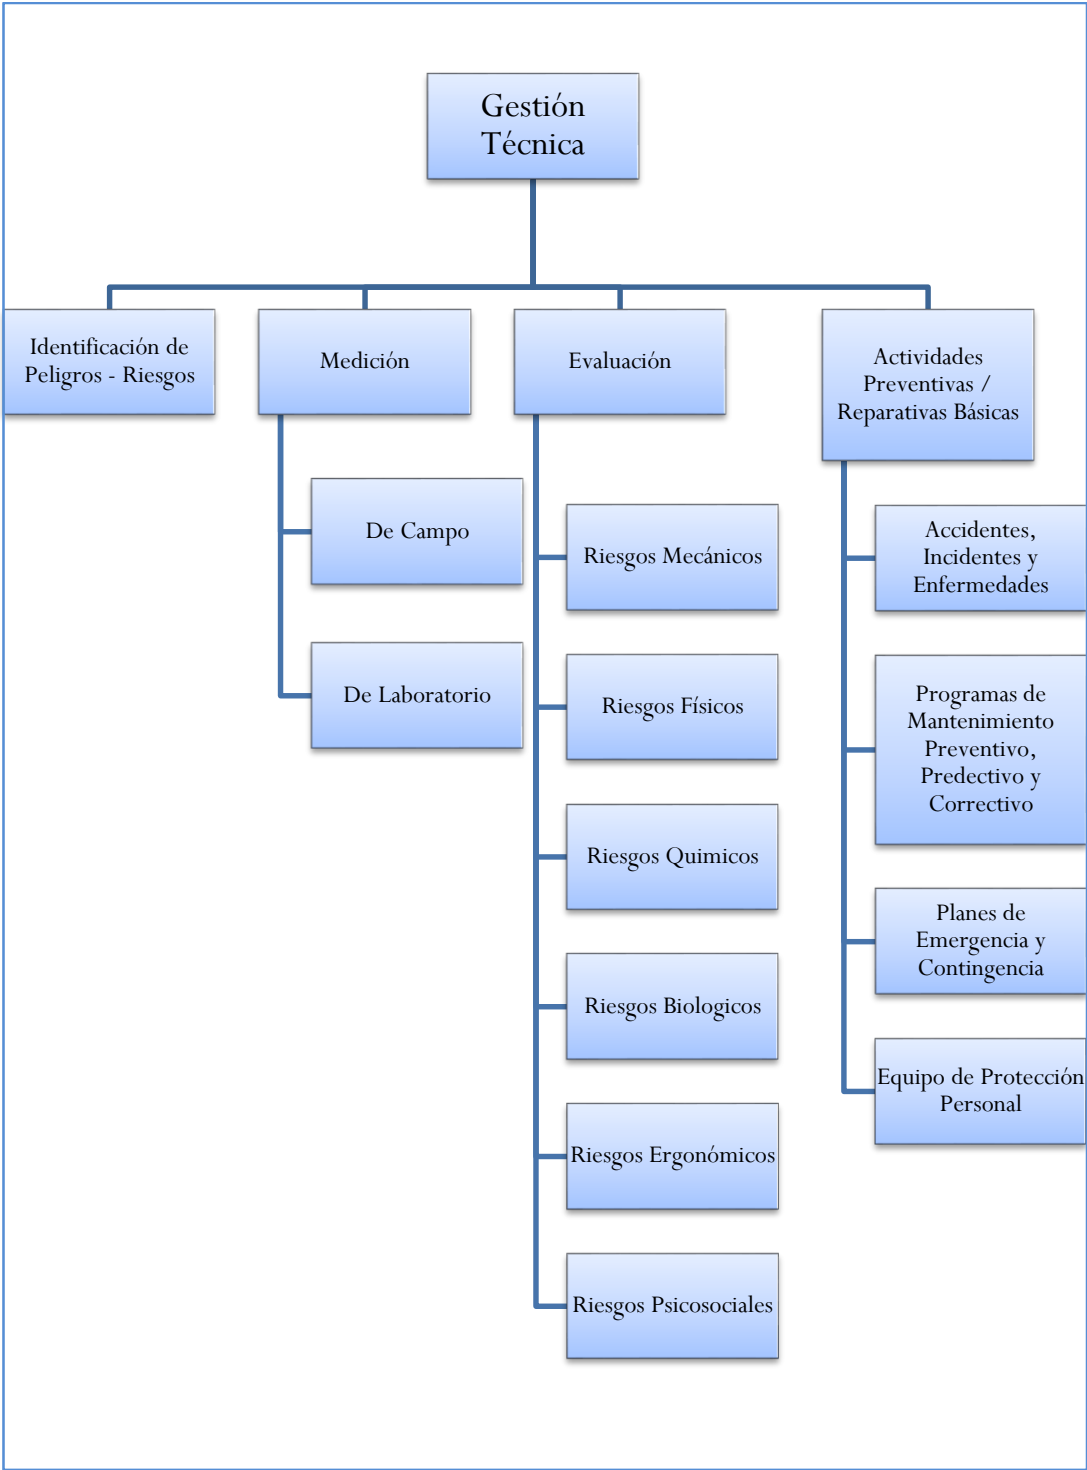 Gestión
Técnica
Identificación de
Peligros - Riesgos
Medición
De Campo
De Laboratorio
Evaluación
Riesgos Mecánicos
Riesgos Físicos
Riesgos Quimicos
Riesgos Biologicos
Riesgos Ergonómicos
Riesgos Psicosociales
Actividades
Preventivas /
Reparativas Básicas
Accidentes,
Incidentes y
Enfermedades
Programas de
Mantenimiento
Preventivo,
Predectivo y
Correctivo
Planes de
Emergencia y
Contingencia
Equipo de Protección
Personal